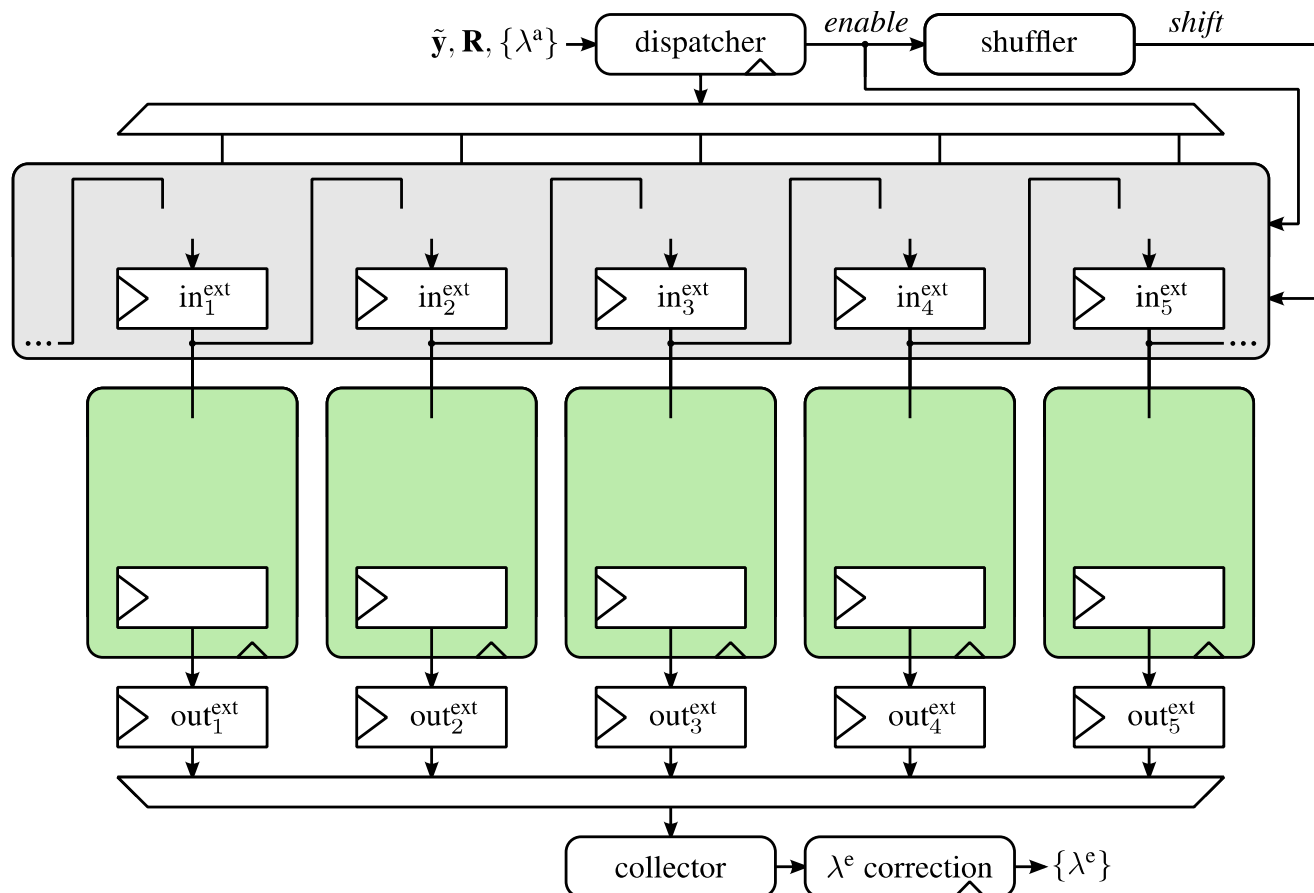 ỹ, R, {λᵃ} dispatcher enable shuffler shift
in₁ᵉˣᵗ in₂ᵉˣᵗ in₃ᵉˣᵗ in₄ᵉˣᵗ in₅ᵉˣᵗ
out₁ᵉˣᵗ out₂ᵉˣᵗ out₃ᵉˣᵗ out₄ᵉˣᵗ out₅ᵉˣᵗ
collector λᵉ correction {λᵉ}